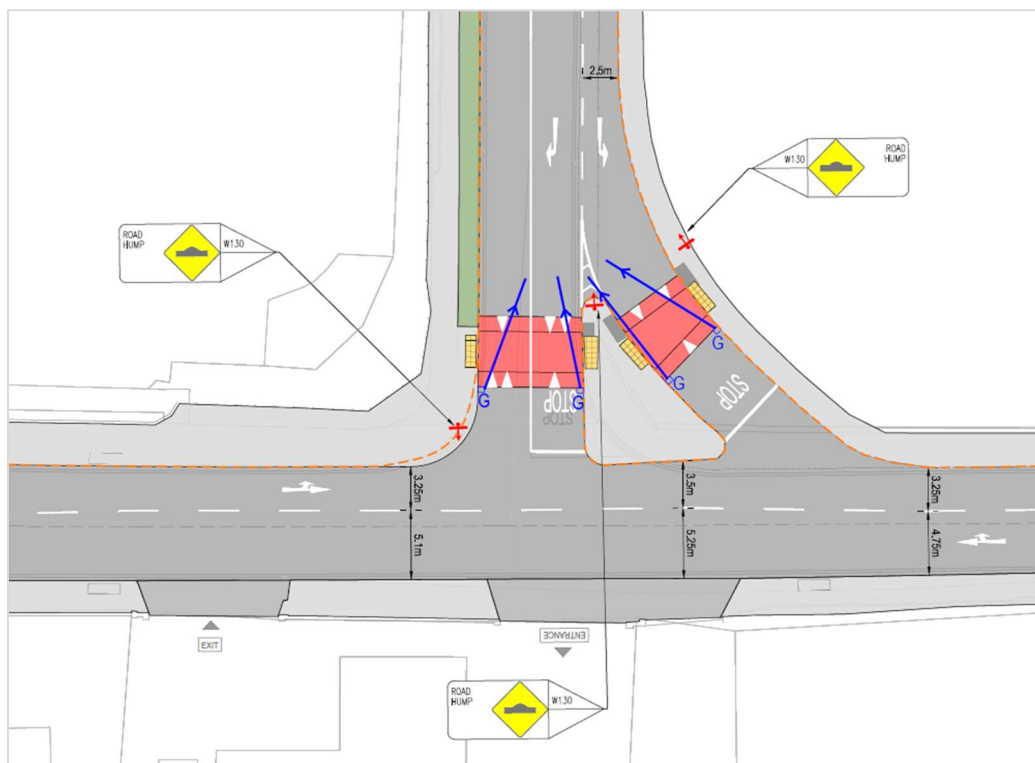 2.5m
ROAD
HUMP
W130
W130
ROAD
HUMP
G
G
G
G
STOP
STOP
STOP
3.25m
5.1m
3.5m
5.25m
3.25m
4.75m
EXIT
ENTRANCE
ROAD
HUMP
W130